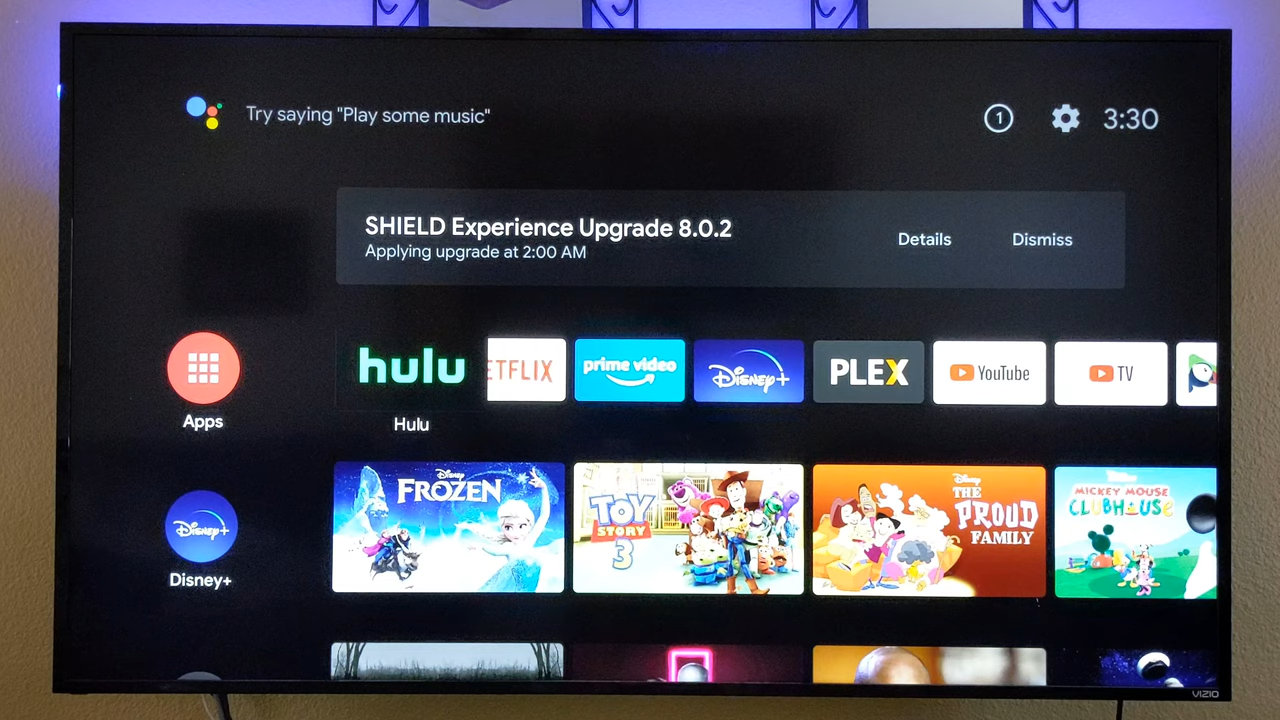 Try saying "Play some music"
1
3:30
SHIELD Experience Upgrade 8.0.2
Applying upgrade at 2:00 AM
Details
Dismiss
Apps
hulu
Hulu
ETFLIX
prime video
Disney+
PLEX
YouTube
TV
Disney+
Disney+
Disney
FROZEN
TOY
STORY
3
Disney
THE
PROUD
FAMILY
Disney
MICKEY MOUSE
CLUBHOUSE
VIZIO